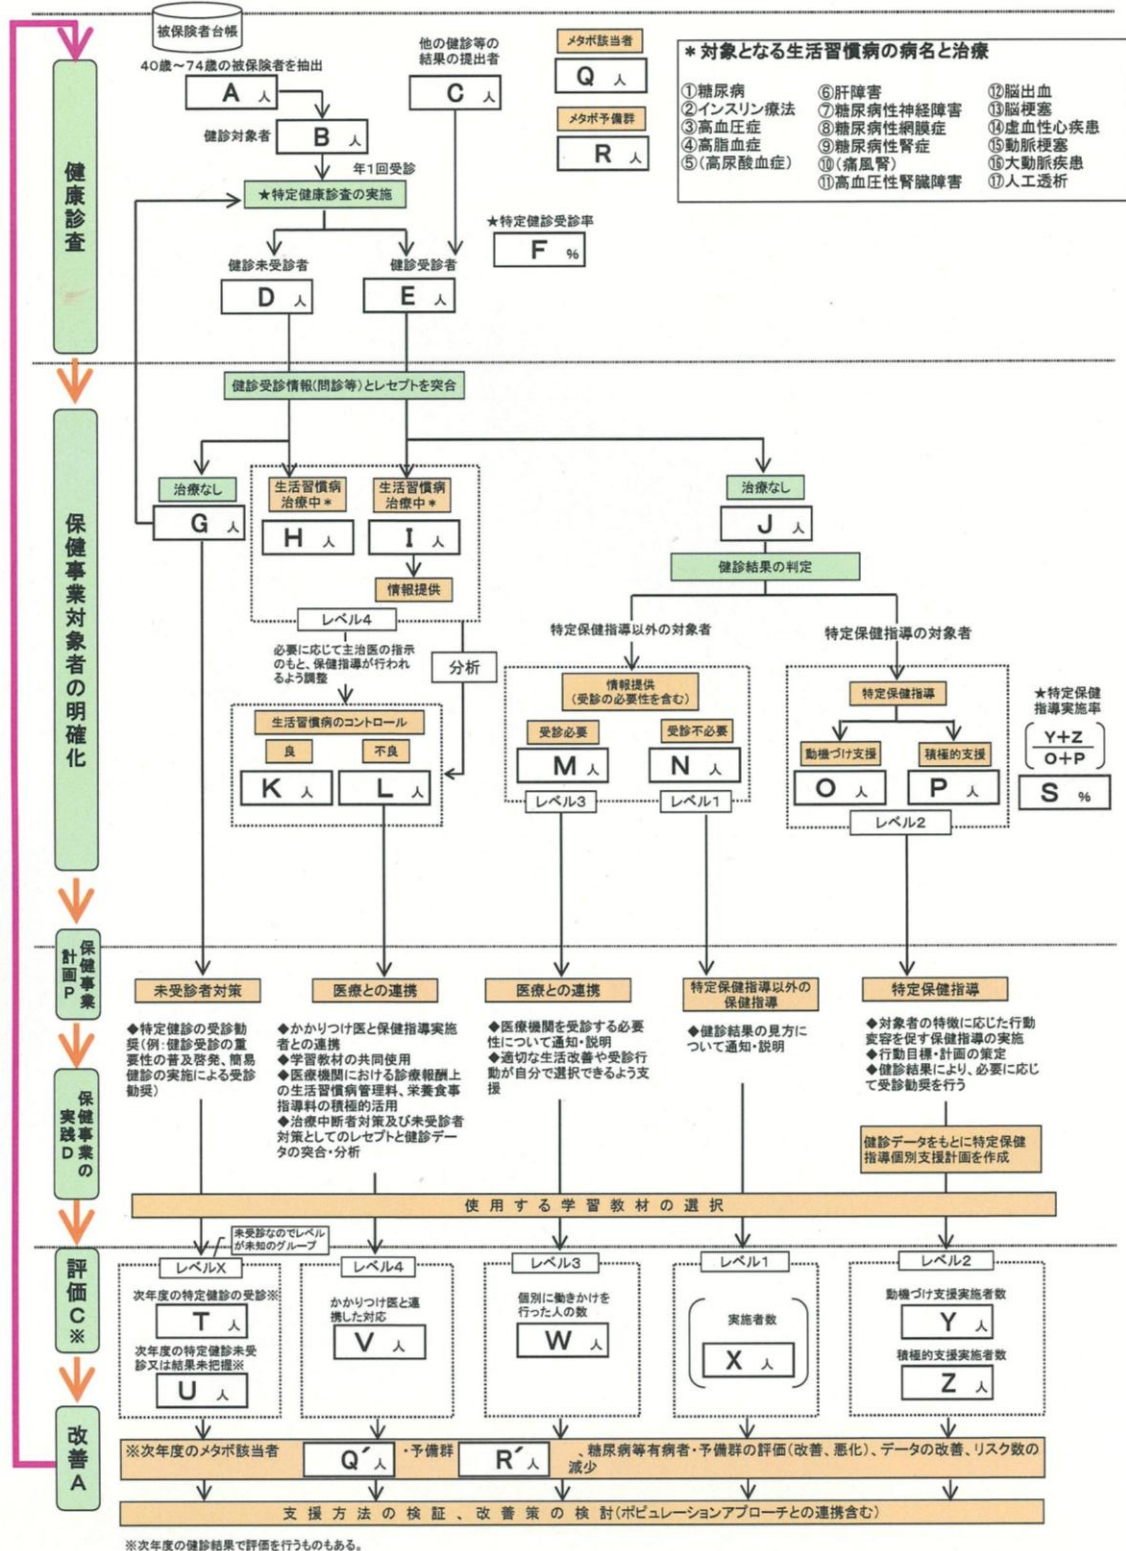 被保険者台帳
40歳～74歳の被保険者を抽出
A 人
健診対象者
B 人
年1回受診
他の健診等の
結果の提出者
C 人
メタボ該当者
Q 人
メタボ予備群
R 人
＊対象となる生活習慣病の病名と治療
①糖尿病
②インスリン療法
③高血圧症
④高脂血症
⑤(高尿酸血症)
⑥肝障害
⑦糖尿病性神経障害
⑧糖尿病性網膜症
⑨糖尿病性腎症
⑩(痛風腎)
⑪高血圧性腎臓障害
⑫脳出血
⑬脳梗塞
⑭虚血性心疾患
⑮動脈梗塞
⑯大動脈疾患
⑰人工透析
健康診査
★特定健康診査の実施
★特定健診受診率
F %
健診未受診者
D 人
健診受診者
E 人
健診受診情報(問診等)とレセプトを突合
保健事業対象者の明確化
治療なし
G 人
生活習慣病
治療中＊
H 人
生活習慣病
治療中＊
I 人
情報提供
レベル4
治療なし
J 人
健診結果の判定
必要に応じて主治医の指示
のもと、保健指導が行われ
るよう調整
分析
生活習慣病のコントロール
良
不良
K 人
L 人
特定保健指導以外の対象者
情報提供
(受診の必要性を含む)
受診必要
受診不必要
M 人
N 人
レベル3
レベル1
特定保健指導の対象者
特定保健指導
動機づけ支援
積極的支援
O 人
P 人
レベル2
★特定保健
指導実施率
Y+Z
O+P
S %
保健事業
計画P
未受診者対策
◆特定健診の受診勧
奨(例:健診受診の重
要性の普及啓発、簡易
健診の実施による受診
勧奨)
医療との連携
◆かかりつけ医と保健指導実施
者との連携
◆学習教材の共同使用
◆医療機関における診療報酬上
の生活習慣病管理料、栄養食事
指導料の積極的活用
◆治療中断者対策及び未受診者
対策としてのレセプトと健診デー
タの突合・分析
医療との連携
◆医療機関を受診する必要
性について通知・説明
◆適切な生活改善や受診行
動が自分で選択できるよう支
援
特定保健指導以外の
保健指導
◆健診結果の見方に
ついて通知・説明
特定保健指導
◆対象者の特徴に応じた行動
変容を促す保健指導の実施
◆行動目標・計画の策定
◆健診結果により、必要に応じ
て受診勧奨を行う
健診データをもとに特定保健
指導個別支援計画を作成
保健事業の
実践D
使用する学習教材の選択
未受診なのでレベル
が未知のグループ
評価C※
レベルX
次年度の特定健診の受診※
T 人
次年度の特定健診未受
診又は結果未把握※
U 人
レベル4
かかりつけ医と連
携した対応
V 人
レベル3
個別に働きかけを
行った人の数
W 人
レベル1
実施者数
X 人
レベル2
動機づけ支援実施者数
Y 人
積極的支援実施者数
Z 人
改善A
※次年度のメタボ該当者 Q´人 ・予備群 R´人 、糖尿病等有病者・予備群の評価(改善、悪化)、データの改善、リスク数の
減少
支援方法の検証、改善策の検討(ポピュレーションアプローチとの連携含む)
※次年度の健診結果で評価を行うものもある。